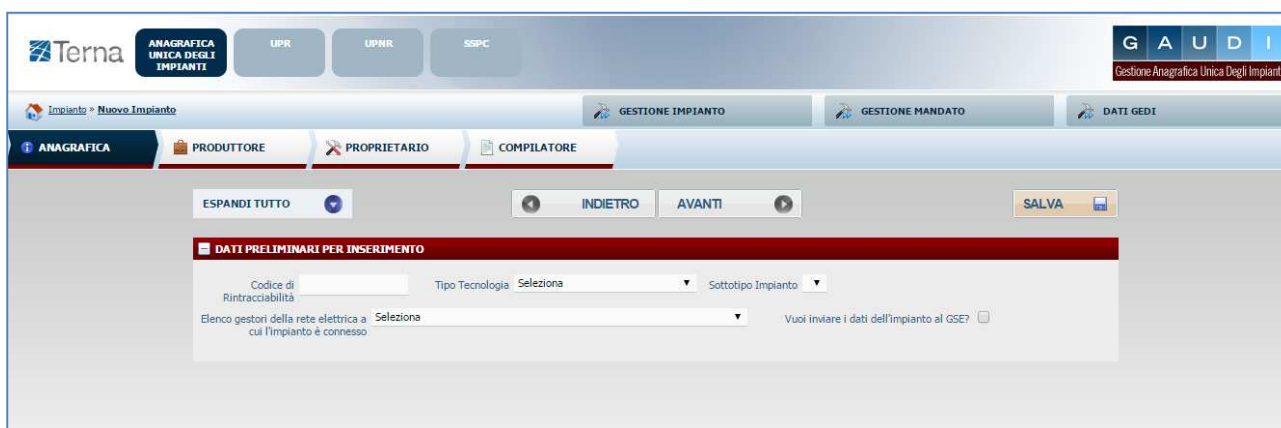 Terna
ANAGRAFICA
UNICA DEGLI
IMPIANTI
UPR
UPNR
SSPC
G A U D I
Gestione Anagrafica Unica Degli Impiant
Impianto » Nuovo Impianto
GESTIONE IMPIANTO
GESTIONE MANDATO
DATI GEDI
ANAGRAFICA
PRODUTTORE
PROPRIETARIO
COMPILATORE
ESPANDI TUTTO
INDIETRO
AVANTI
SALVA
DATI PRELIMINARI PER INSERIMENTO
Codice di
Rintracciabilità
Tipo Tecnologia Seleziona
Sottotipo Impianto
Elenco gestori della rete elettrica a
cui l'impianto è connesso
Seleziona
Vuoi inviare i dati dell'impianto al GSE?